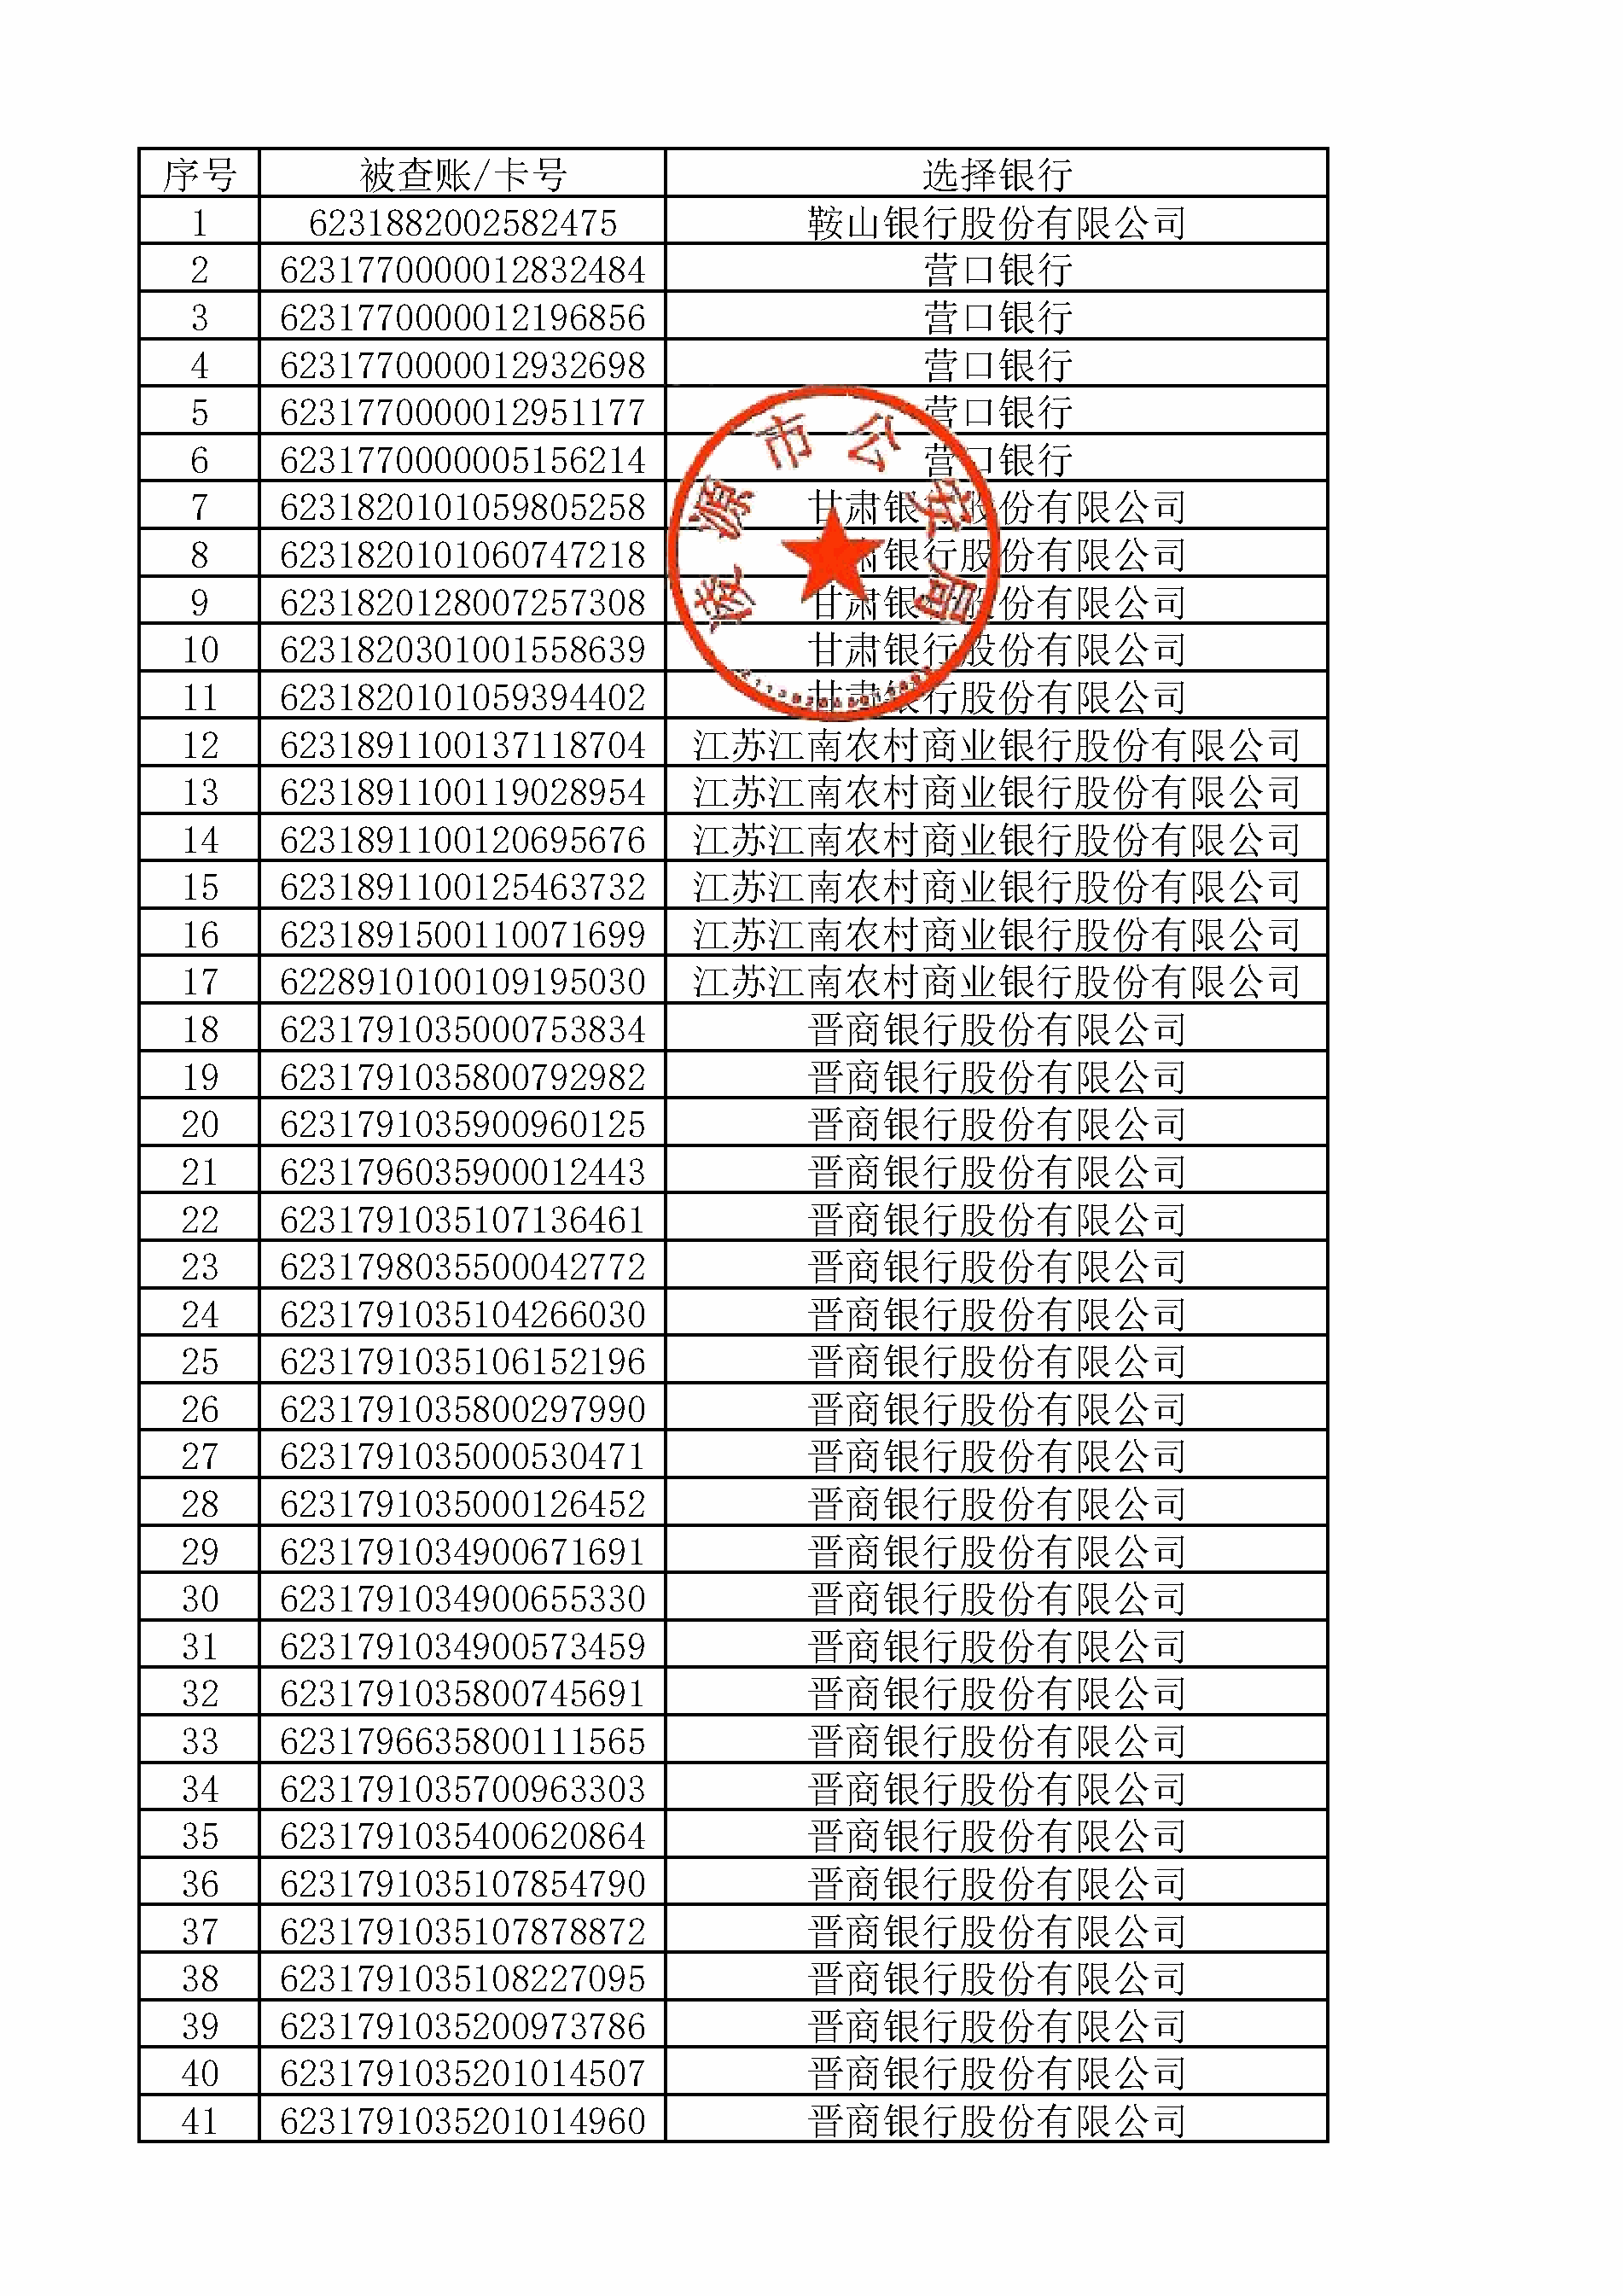 序号 被查账/卡号 选择银行
1 6231882002582475 鞍山银行股份有限公司
2 6231770000012832484 营口银行
3 6231770000012196856 营口银行
4 6231770000012932698 营口银行
5 6231770000012951177 营口银行
6 6231770000005156214 营口银行
7 6231820101059805258 甘肃银行股份有限公司
8 6231820101060747218 甘肃银行股份有限公司
9 6231820128007257308 甘肃银行股份有限公司
10 6231820301001558639 甘肃银行股份有限公司
11 6231820101059394402 甘肃银行股份有限公司
凌源市公安局
12 6231891100137118704 江苏江南农村商业银行股份有限公司
13 6231891100119028954 江苏江南农村商业银行股份有限公司
14 6231891100120695676 江苏江南农村商业银行股份有限公司
15 6231891100125463732 江苏江南农村商业银行股份有限公司
16 6231891500110071699 江苏江南农村商业银行股份有限公司
17 6228910100109195030 江苏江南农村商业银行股份有限公司
18 6231791035000753834 晋商银行股份有限公司
19 6231791035800792982 晋商银行股份有限公司
20 6231791035900960125 晋商银行股份有限公司
21 6231796035900012443 晋商银行股份有限公司
22 6231791035107136461 晋商银行股份有限公司
23 6231798035500042772 晋商银行股份有限公司
24 6231791035104266030 晋商银行股份有限公司
25 6231791035106152196 晋商银行股份有限公司
26 6231791035800297990 晋商银行股份有限公司
27 6231791035000530471 晋商银行股份有限公司
28 6231791035000126452 晋商银行股份有限公司
29 6231791034900671691 晋商银行股份有限公司
30 6231791034900655330 晋商银行股份有限公司
31 6231791034900573459 晋商银行股份有限公司
32 6231791035800745691 晋商银行股份有限公司
33 6231796635800111565 晋商银行股份有限公司
34 6231791035700963303 晋商银行股份有限公司
35 6231791035400620864 晋商银行股份有限公司
36 6231791035107854790 晋商银行股份有限公司
37 6231791035107878872 晋商银行股份有限公司
38 6231791035108227095 晋商银行股份有限公司
39 6231791035200973786 晋商银行股份有限公司
40 6231791035201014507 晋商银行股份有限公司
41 6231791035201014960 晋商银行股份有限公司